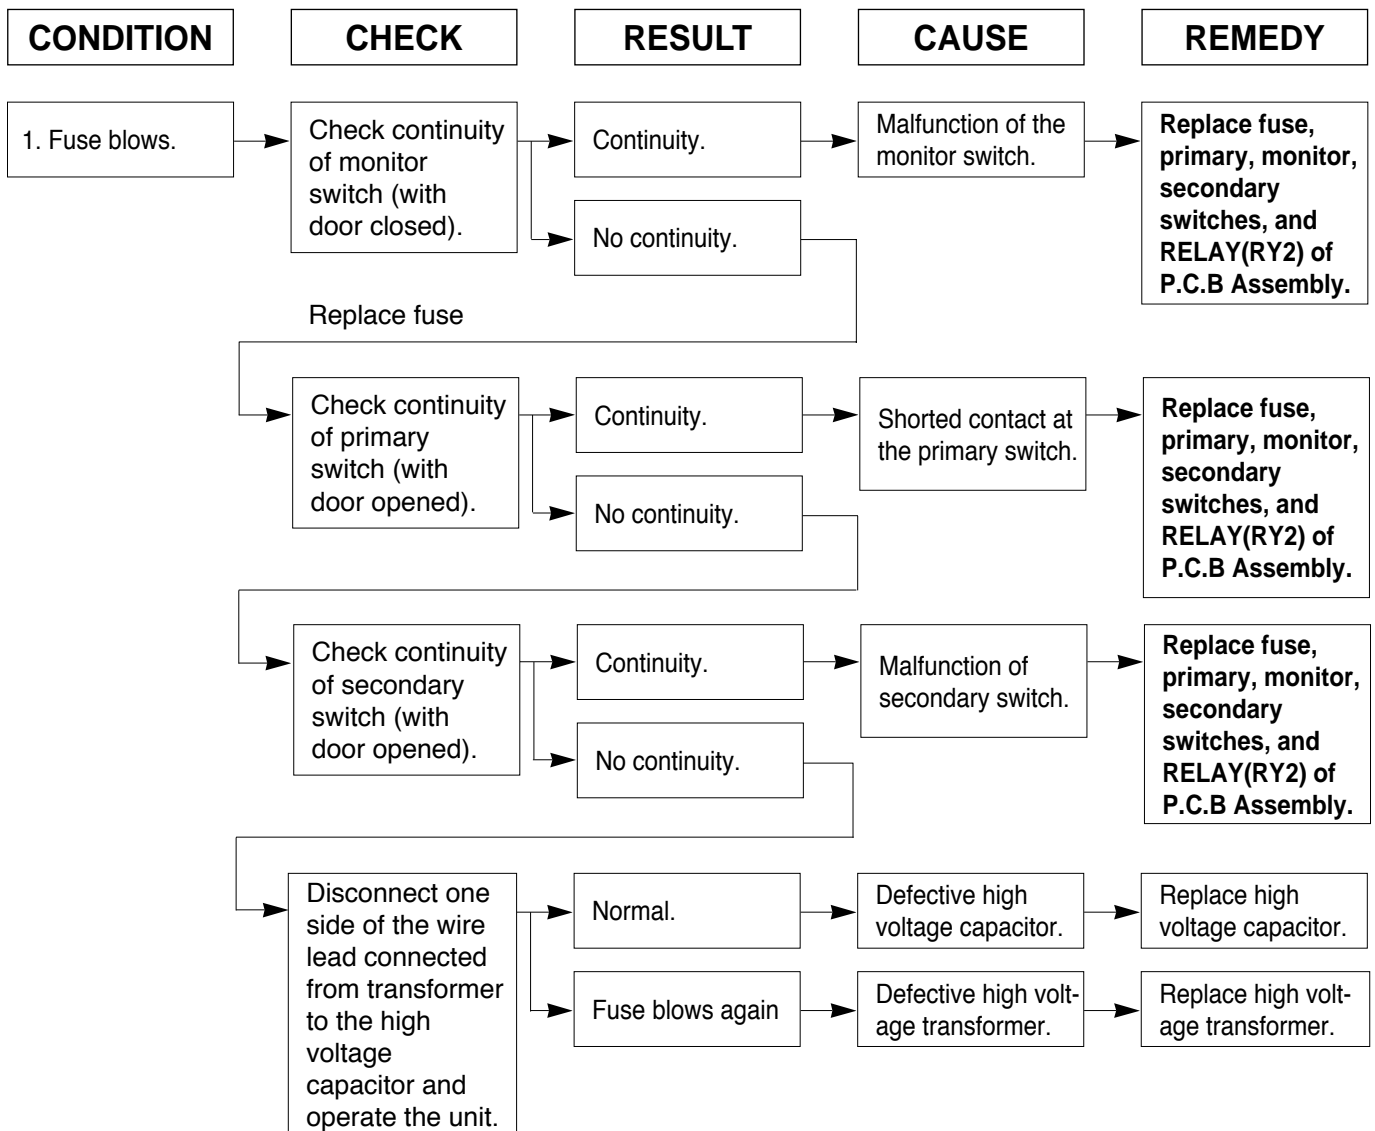 CONDITION
CHECK
RESULT
CAUSE
REMEDY
1. Fuse blows.
Check continuity
of monitor
switch (with
door closed).
Continuity.
Malfunction of the
monitor switch.
Replace fuse,
primary, monitor,
secondary
switches, and
RELAY(RY2) of
P.C.B Assembly.
No continuity.
Replace fuse
Check continuity
of primary
switch (with
door opened).
Continuity.
Shorted contact at
the primary switch.
Replace fuse,
primary, monitor,
secondary
switches, and
RELAY(RY2) of
P.C.B Assembly.
No continuity.
Check continuity
of secondary
switch (with
door opened).
Continuity.
Malfunction of
secondary switch.
Replace fuse,
primary, monitor,
secondary
switches, and
RELAY(RY2) of
P.C.B Assembly.
No continuity.
Disconnect one
side of the wire
lead connected
from transformer
to the high
voltage
capacitor and
operate the unit.
Normal.
Defective high
voltage capacitor.
Replace high
voltage capacitor.
Fuse blows again
Defective high volt-
age transformer.
Replace high volt-
age transformer.